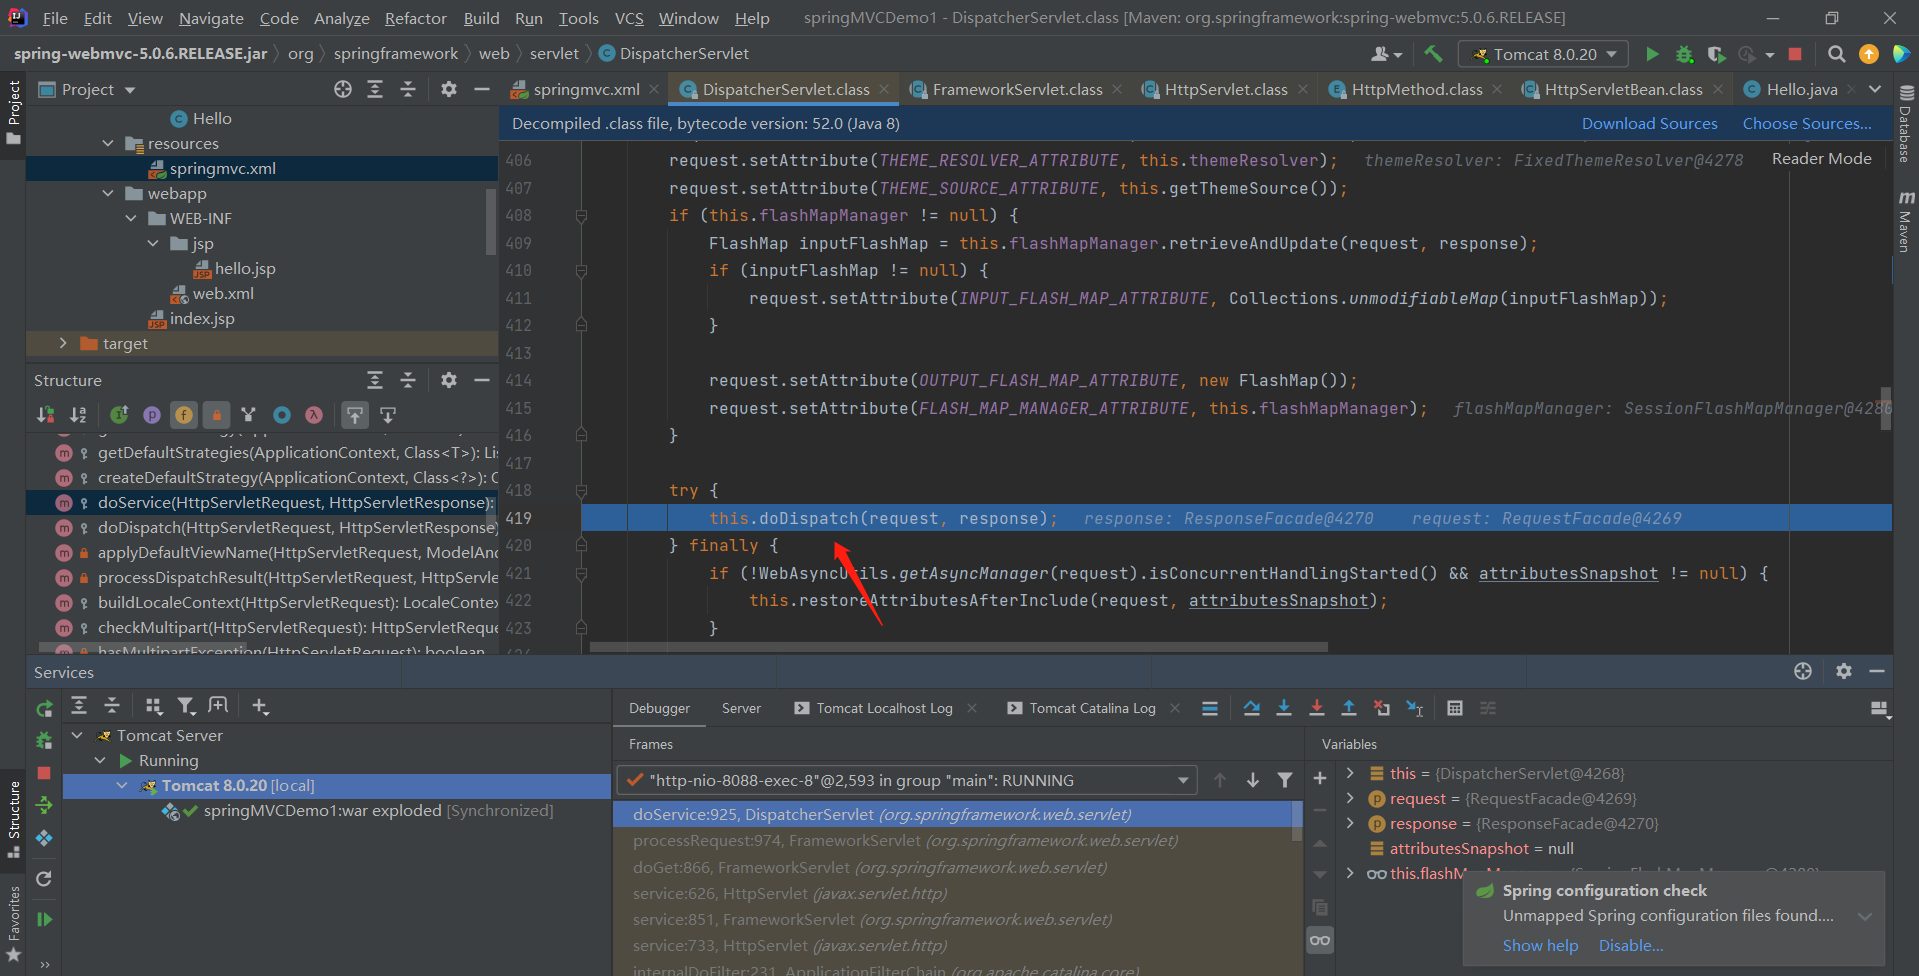 File Edit View Navigate Code Analyze Refactor Build Run Tools VCS Window Help springMVCDemo1 - DispatcherServlet.class [Maven: org.springframework:spring-webmvc:5.0.6.RELEASE]
spring-webmvc-5.0.6.RELEASE.jar org springframework web servlet DispatcherServlet Tomcat 8.0.20
Project
Project
springmvc.xml DispatcherServlet.class FrameworkServlet.class HttpServlet.class HttpMethod.class HttpServletBean.class Hello.java
Decompiled .class file, bytecode version: 52.0 (Java 8) Download Sources Choose Sources...
Database
Maven
Hello
resources
springmvc.xml
webapp
WEB-INF
jsp
hello.jsp
web.xml
index.jsp
target
Reader Mode
406 request.setAttribute(THEME_RESOLVER_ATTRIBUTE, this.themeResolver); themeResolver: FixedThemeResolver@4278
407 request.setAttribute(THEME_SOURCE_ATTRIBUTE, this.getThemeSource());
408 if (this.flashMapManager != null) {
409 FlashMap inputFlashMap = this.flashMapManager.retrieveAndUpdate(request, response);
410 if (inputFlashMap != null) {
411 request.setAttribute(INPUT_FLASH_MAP_ATTRIBUTE, Collections.unmodifiableMap(inputFlashMap));
412 }
413
414 request.setAttribute(OUTPUT_FLASH_MAP_ATTRIBUTE, new FlashMap());
415 request.setAttribute(FLASH_MAP_MANAGER_ATTRIBUTE, this.flashMapManager); flashMapManager: SessionFlashMapManager@4280
416 }
417
418 try {
419 this.doDispatch(request, response); response: ResponseFacade@4270 request: RequestFacade@4269
420 } finally {
421 if (!WebAsyncUtils.getAsyncManager(request).isConcurrentHandlingStarted() && attributesSnapshot != null) {
422 this.restoreAttributesAfterInclude(request, attributesSnapshot);
423 }
Structure
getDefaultStrategies(ApplicationContext, Class<T>): Lis
createDefaultStrategy(ApplicationContext, Class<?>): O
doService(HttpServletRequest, HttpServletResponse):
doDispatch(HttpServletRequest, HttpServletResponse)
applyDefaultViewName(HttpServletRequest, ModelAnd
processDispatchResult(HttpServletRequest, HttpServle
buildLocaleContext(HttpServletRequest): LocaleContex
checkMultipart(HttpServletRequest): HttpServletReque
hasMultipartException(HttpServletRequest): boolean
Services
Structure
Favorites
Tomcat Server
Running
Tomcat 8.0.20 [local]
springMVCDemo1:war exploded [Synchronized]
Debugger Server Tomcat Localhost Log Tomcat Catalina Log
Frames
"http-nio-8088-exec-8"@2,593 in group "main": RUNNING
doService:925, DispatcherServlet (org.springframework.web.servlet)
processRequest:974, FrameworkServlet (org.springframework.web.servlet)
doGet:866, FrameworkServlet (org.springframework.web.servlet)
service:626, HttpServlet (javax.servlet.http)
service:851, FrameworkServlet (org.springframework.web.servlet)
service:733, HttpServlet (javax.servlet.http)
internalDoFilter:231, ApplicationFilterChain (org.apache.catalina.core)
Variables
this = {DispatcherServlet@4268}
request = {RequestFacade@4269}
response = {ResponseFacade@4270}
attributesSnapshot = null
this.flashM
Spring configuration check
Unmapped Spring configuration files found....
Show help Disable...